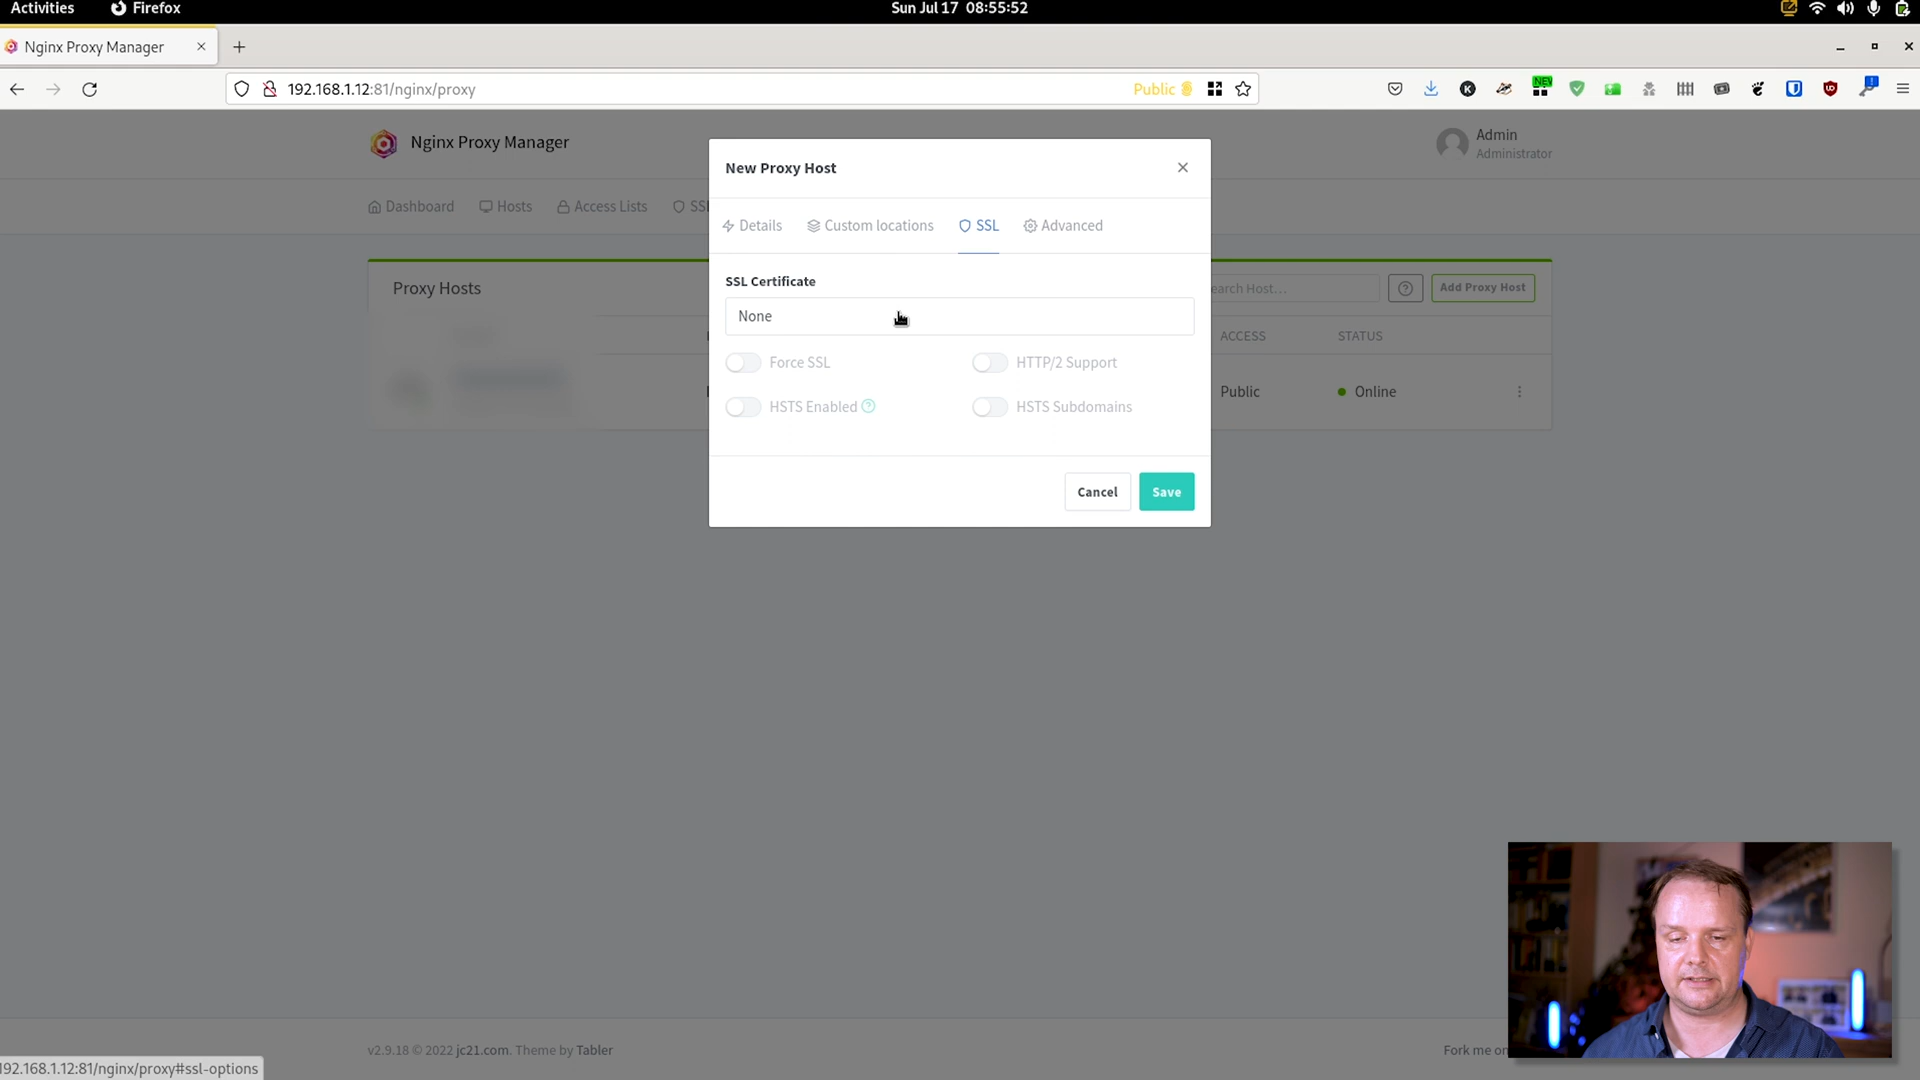 Activities Firefox Sun Jul 17 08:55:52
Nginx Proxy Manager
192.168.1.12:81/nginx/proxy Public NEW
Nginx Proxy Manager
Admin
Administrator
Dashboard Hosts Access Lists SSL
Proxy Hosts
earch Host... Add Proxy Host
ACCESS STATUS
Public Online
New Proxy Host
Details Custom locations SSL Advanced
SSL Certificate
None
Force SSL HTTP/2 Support
HSTS Enabled HSTS Subdomains
Cancel Save
v2.9.18 © 2022 jc21.com. Theme by Tabler
Fork me on
192.168.1.12:81/nginx/proxy#ssl-options